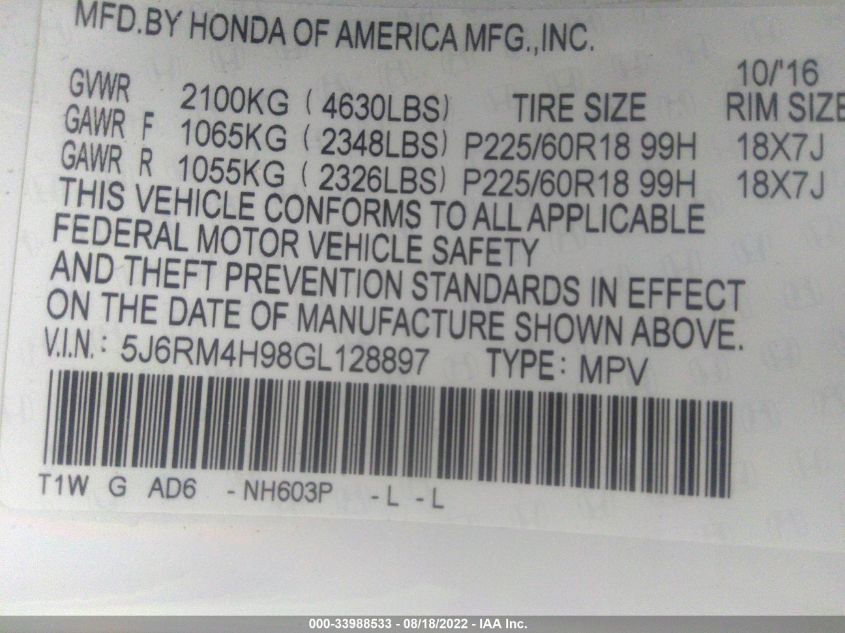 MFD.BY HONDA OF AMERICA MFG.,INC.
10/'16
GVWR 2100KG ( 4630LBS) TIRE SIZE RIM SIZE
GAWR F 1065KG ( 2348LBS) P225/60R18 99H 18X7J
GAWR R 1055KG ( 2326LBS) P225/60R18 99H 18X7J
THIS VEHICLE CONFORMS TO ALL APPLICABLE
FEDERAL MOTOR VEHICLE SAFETY
AND THEFT PREVENTION STANDARDS IN EFFECT
ON THE DATE OF MANUFACTURE SHOWN ABOVE.
V.I.N.: 5J6RM4H98GL128897 TYPE: MPV
T1W G AD6 -NH603P -L -L
000-33988533 - 08/18/2022 - IAA Inc.